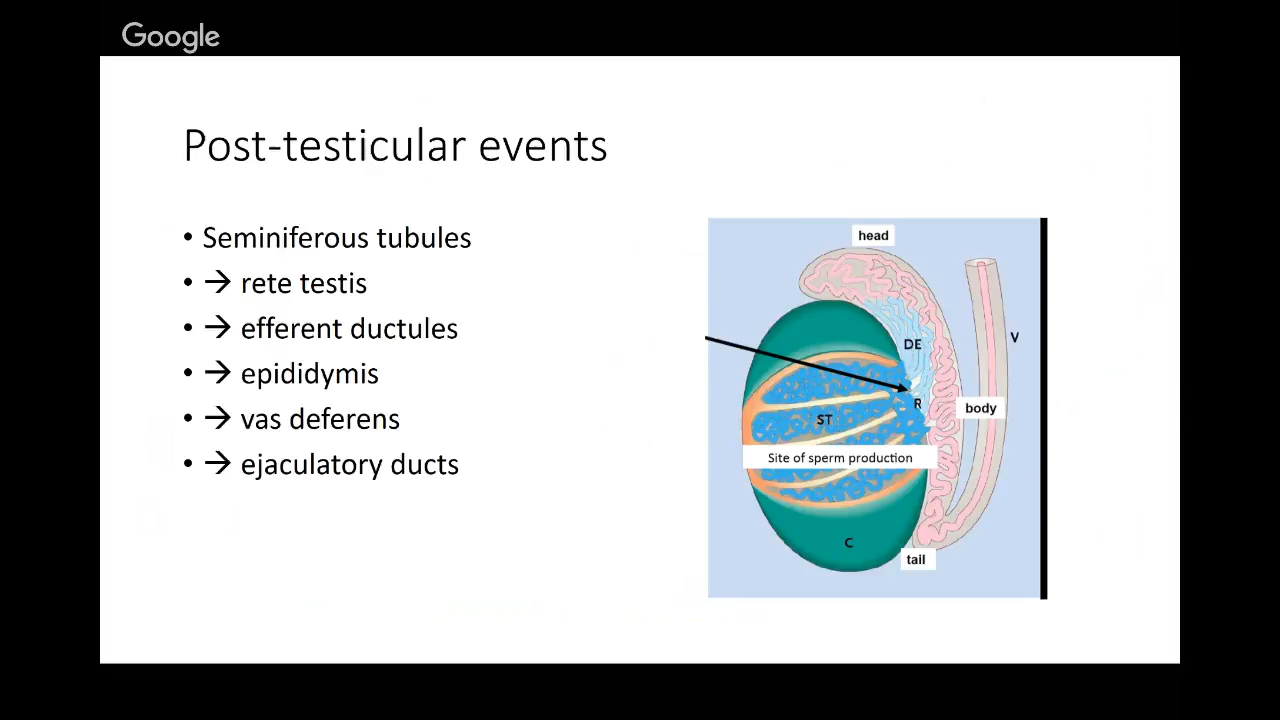 Google
Post-testicular events
• Seminiferous tubules
• → rete testis
• → efferent ductules
• → epididymis
• → vas deferens
• → ejaculatory ducts
head
DE
V
R
body
ST
Site of sperm production
C
tail